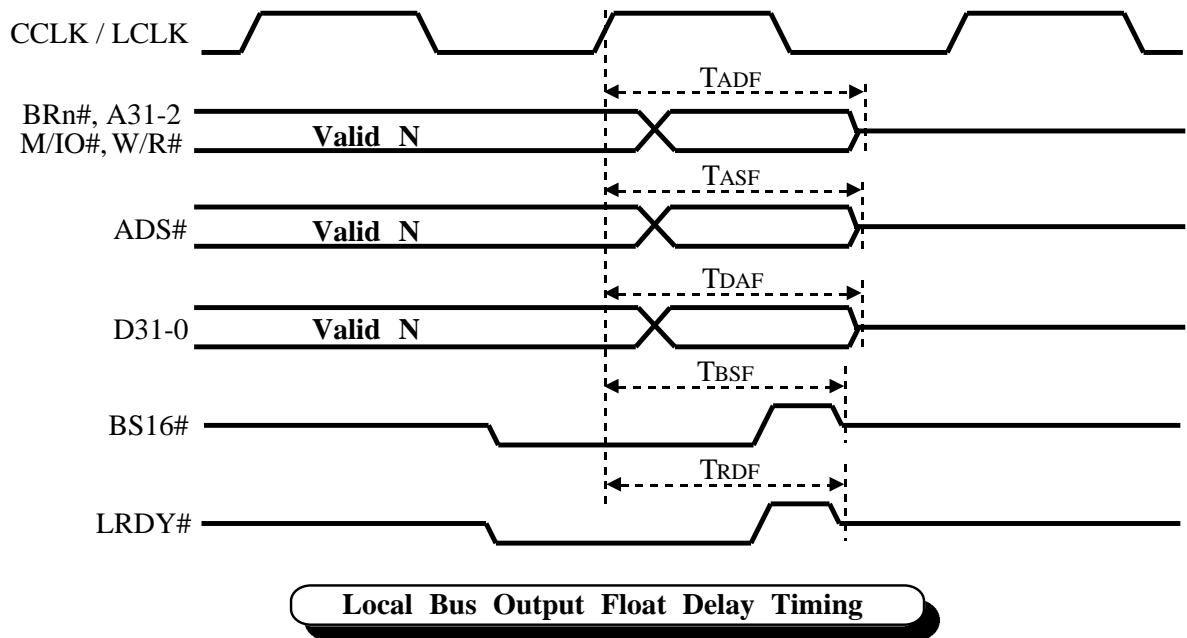 CCLK / LCLK
TADF
BRn#, A31-2
M/IO#, W/R#
Valid N
TASF
ADS#
Valid N
TDAF
D31-0
Valid N
TBSF
BS16#
TRDF
LRDY#
Local Bus Output Float Delay Timing